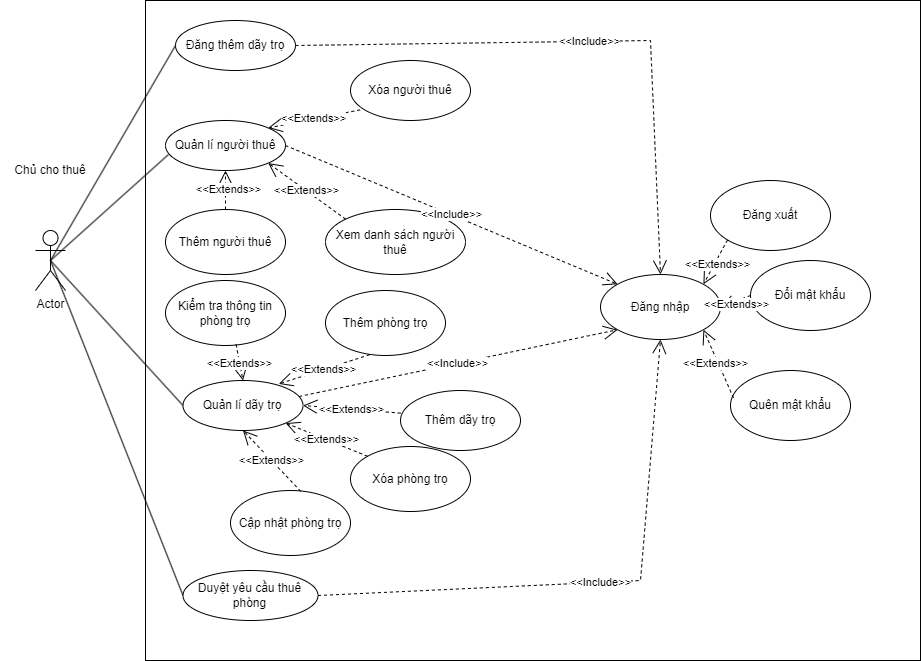 Đăng thêm dãy trọ
<<Include>>
Xóa người thuê
<<Extends>>
Quản lí người thuê
Chủ cho thuê
<<Extends>>
<<Extends>>
<<Include>>
Thêm người thuê
Xem danh sách người
thuê
Đăng xuất
<<Extends>>
Actor
Kiểm tra thông tin
phòng trọ
Thêm phòng trọ
Đăng nhập
<<Extends>>
Đổi mật khẩu
<<Extends>>
<<Extends>>
<<Include>>
<<Extends>>
Quản lí dãy trọ
<<Extends>>
Thêm dãy trọ
Quên mật khẩu
<<Extends>>
<<Extends>>
Xóa phòng trọ
Cập nhật phòng trọ
Duyệt yêu cầu thuê
phòng
<<Include>>